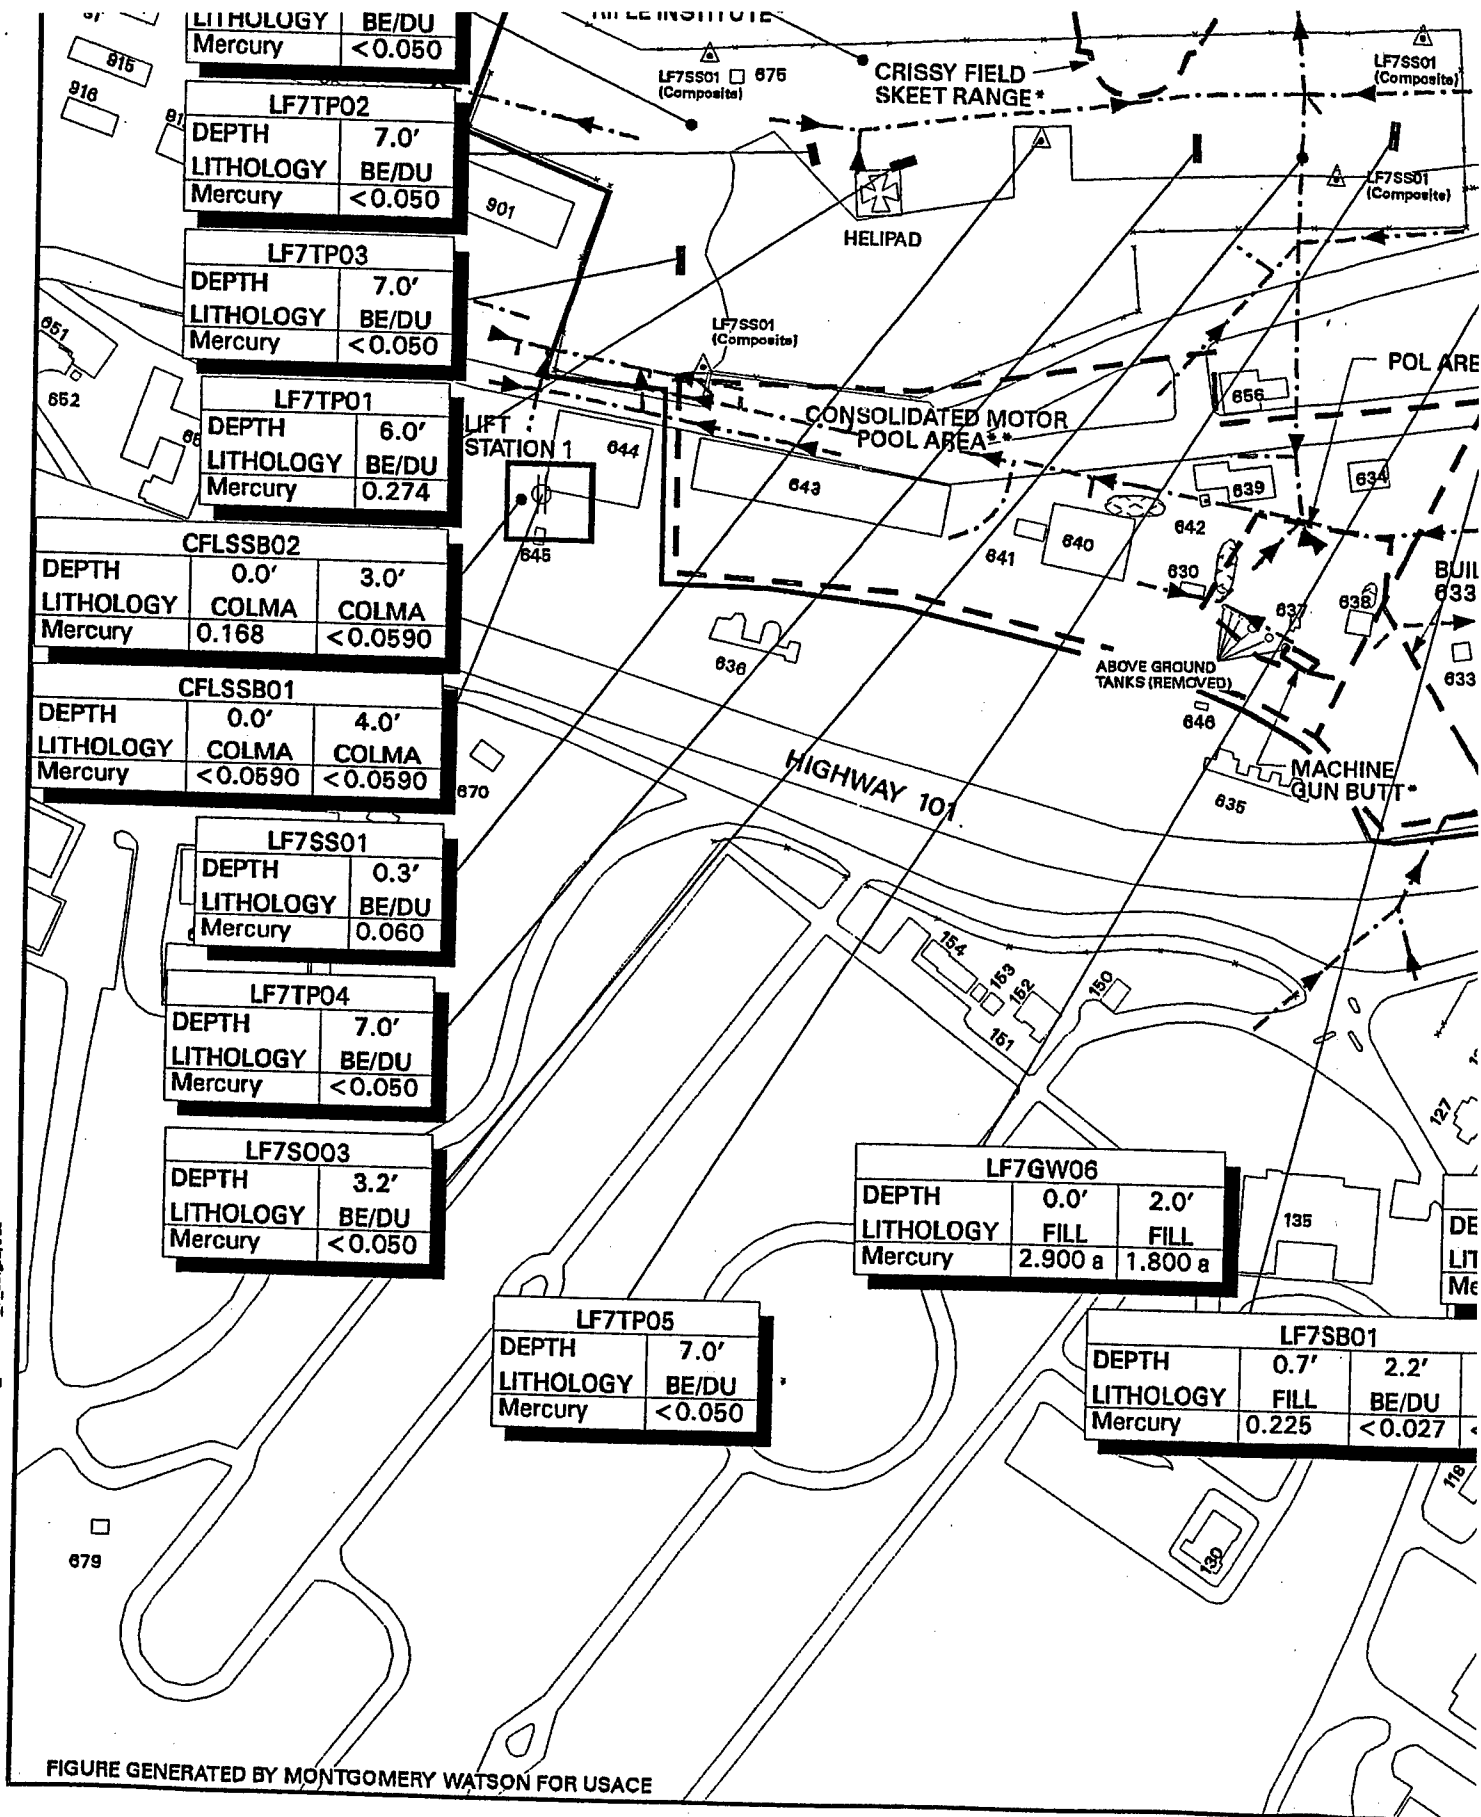 LITHOLOGY BE/DU
Mercury <0.050
LF7TP02
DEPTH 7.0'
LITHOLOGY BE/DU
Mercury <0.050
LF7TP03
DEPTH 7.0'
LITHOLOGY BE/DU
Mercury <0.050
LF7TP01
DEPTH 6.0'
LITHOLOGY BE/DU
Mercury 0.274
CFLSSB02
DEPTH 0.0' 3.0'
LITHOLOGY COLMA COLMA
Mercury 0.168 <0.0590
CFLSSB01
DEPTH 0.0' 4.0'
LITHOLOGY COLMA COLMA
Mercury <0.0590 <0.0590
LF7SS01
DEPTH 0.3'
LITHOLOGY BE/DU
Mercury 0.060
LF7TP04
DEPTH 7.0'
LITHOLOGY BE/DU
Mercury <0.050
LF7SO03
DEPTH 3.2'
LITHOLOGY BE/DU
Mercury <0.050
LF7TP05
DEPTH 7.0'
LITHOLOGY BE/DU
Mercury <0.050
LF7GW06
DEPTH 0.0' 2.0'
LITHOLOGY FILL FILL
Mercury 2.900 a 1.800 a
LF7SB01
DEPTH 0.7' 2.2'
LITHOLOGY FILL BE/DU
Mercury 0.225 <0.027 <
DE
LIT
Me
RIFLE INSTITUTE*
915
916
901
LF7SS01
(Composite)
675
CRISSY FIELD
SKEET RANGE*
LF7SS01
(Composite)
LF7SS01
(Composite)
HELIPAD
LF7SS01
(Composite)
651
652
LIFT
STATION 1
644
645
643
CONSOLIDATED MOTOR
POOL AREA**
POL ARE
656
639
634
642
641
640
630
637
638
BUIL
633
633
636
ABOVE GROUND
TANKS (REMOVED)
646
MACHINE
GUN BUTT*
635
HIGHWAY 101
670
154
153
152
151
150
127
135
118
130
679
FIGURE GENERATED BY MONTGOMERY WATSON FOR USACE